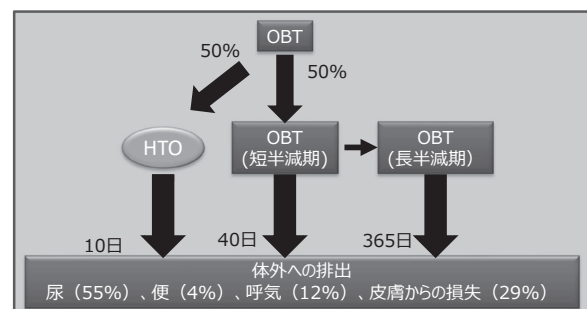 OBT
50%
50%
HTO
OBT
(短半減期)
OBT
(長半減期)
10日
40日
365日
体外への排出
尿（55%）、便（4%）、呼気（12%）、皮膚からの損失（29%）